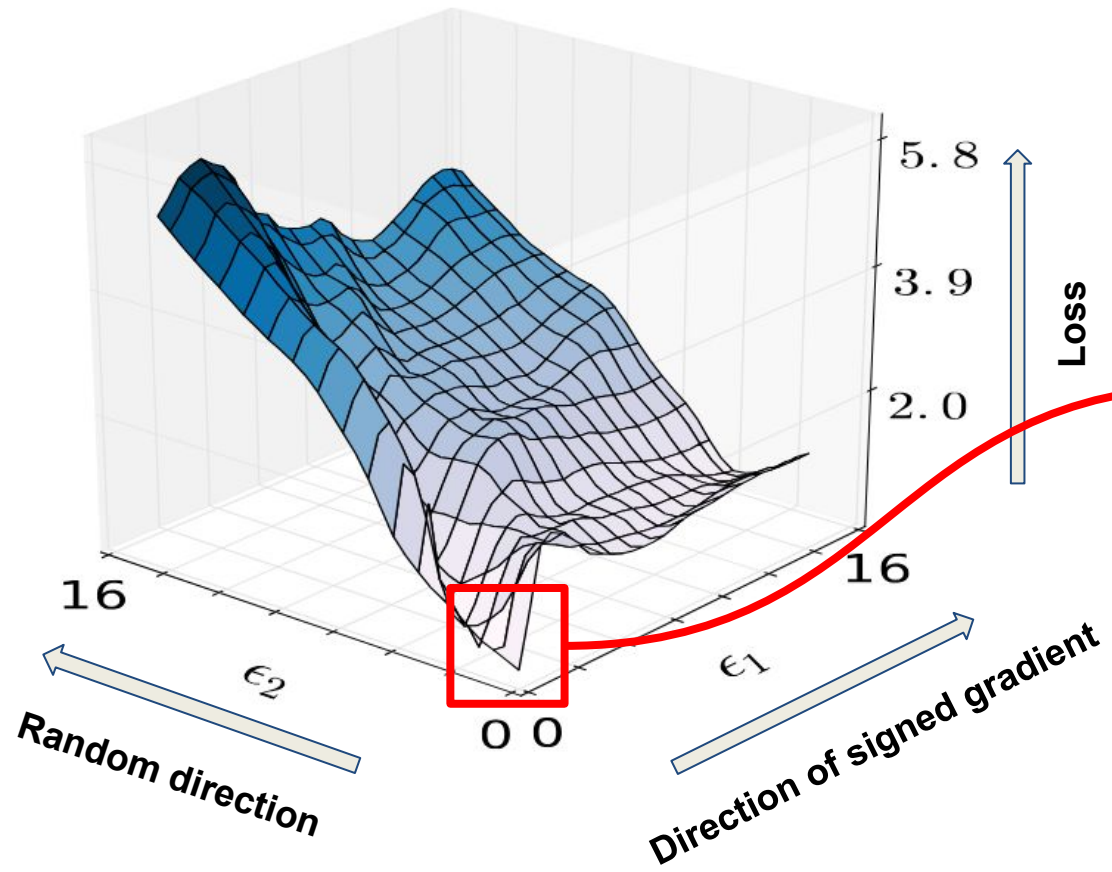 5.8
3.9
2.0
Loss
16
16
ϵ₂
ϵ₁
0 0
Random direction
Direction of signed gradient